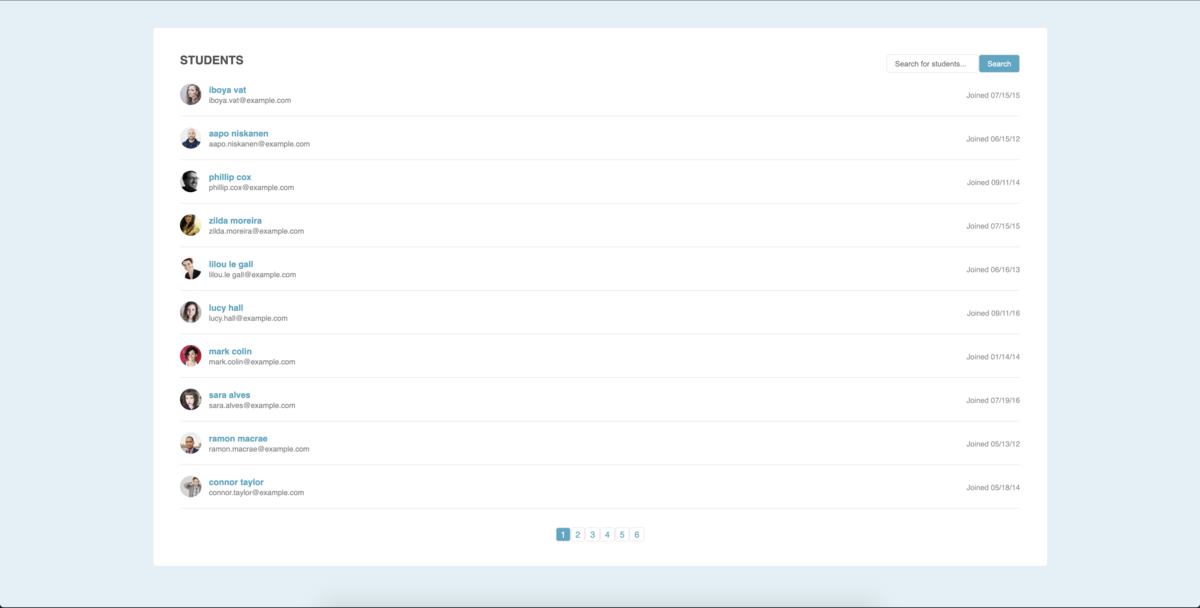 STUDENTS
Search for students...
Search
iboya vat
iboya.vat@example.com
Joined 07/15/15
aapo niskanen
aapo.niskanen@example.com
Joined 06/15/12
phillip cox
phillip.cox@example.com
Joined 09/11/14
zilda moreira
zilda.moreira@example.com
Joined 07/15/15
lilou le gall
lilou.le gall@example.com
Joined 06/16/13
lucy hall
lucy.hall@example.com
Joined 09/11/16
mark colin
mark.colin@example.com
Joined 01/14/14
sara alves
sara.alves@example.com
Joined 07/19/16
ramon macrae
ramon.macrae@example.com
Joined 05/13/12
connor taylor
connor.taylor@example.com
Joined 05/18/14
1 2 3 4 5 6